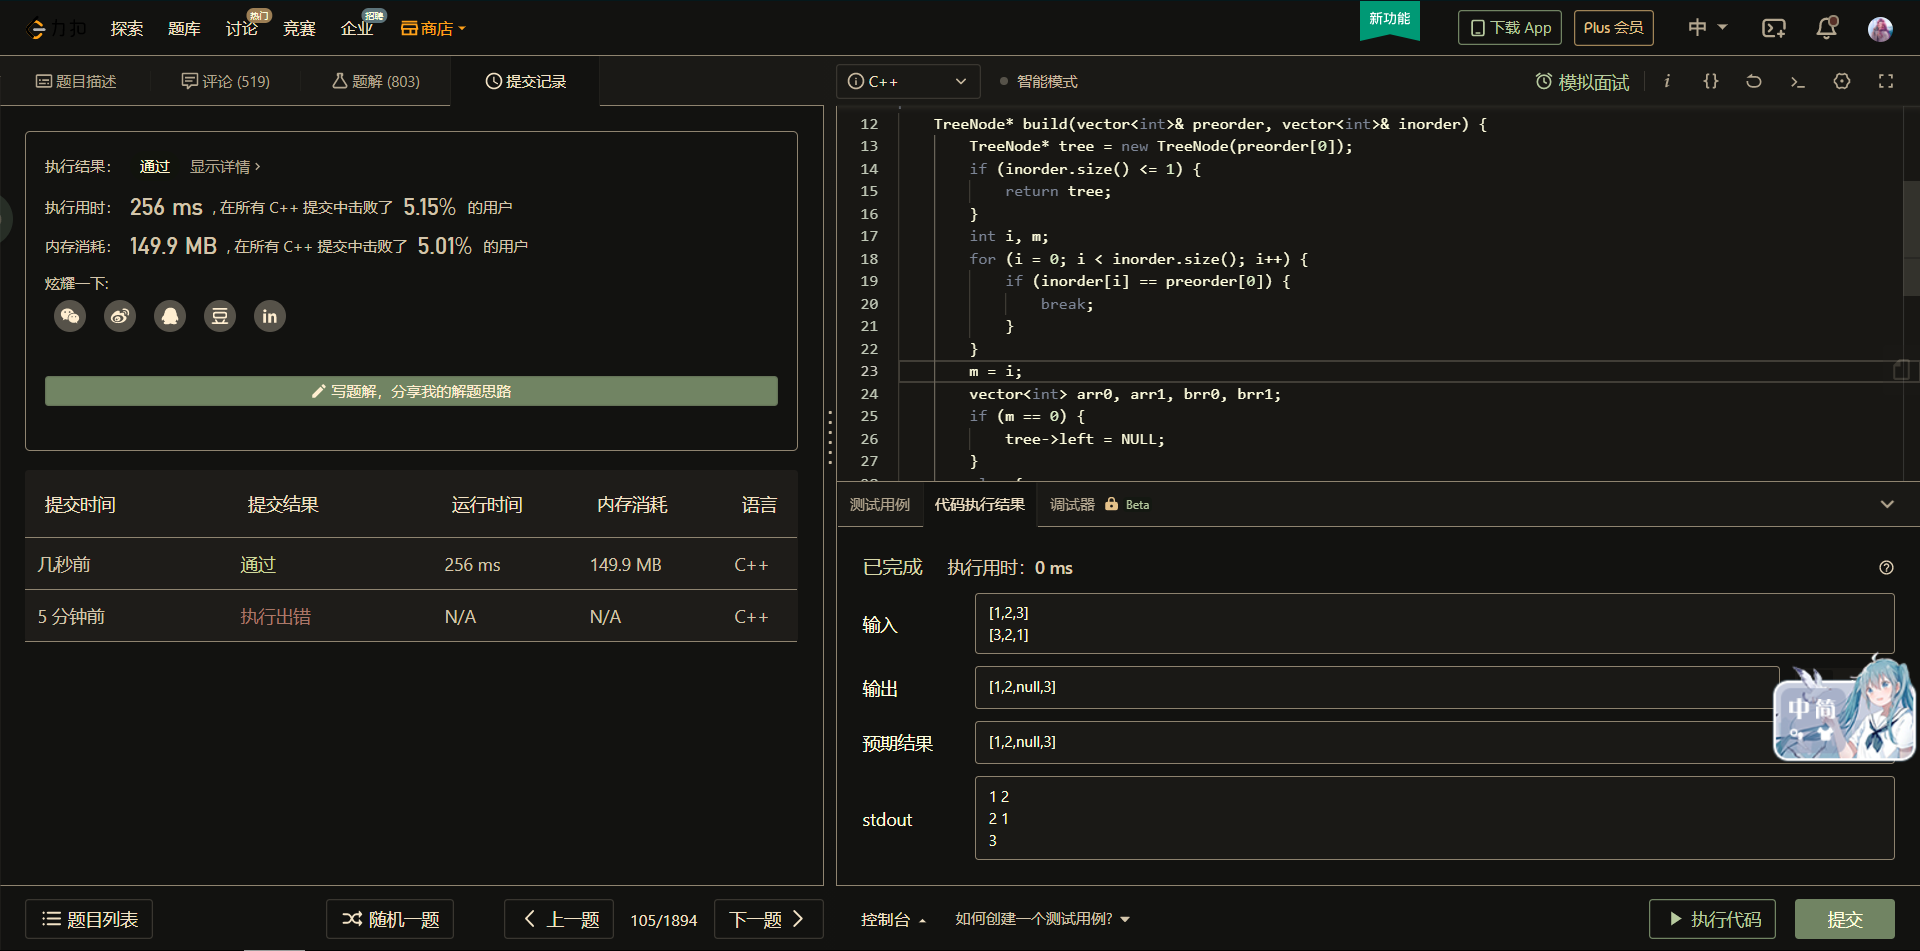 力扣
探索
题库
讨论
热门
竞赛
企业
招聘
商店
新功能
下载 App
Plus 会员
中
题目描述
评论 (519)
题解 (803)
提交记录
执行结果：
通过
显示详情 ›
执行用时：
256 ms
, 在所有 C++ 提交中击败了
5.15%
的用户
内存消耗：
149.9 MB
, 在所有 C++ 提交中击败了
5.01%
的用户
炫耀一下:
豆
in
写题解，分享我的解题思路
提交时间 提交结果 运行时间 内存消耗 语言
几秒前 通过 256 ms 149.9 MB C++
5 分钟前 执行出错 N/A N/A C++
题目列表
随机一题
上一题
105/1894
下一题
C++
智能模式
模拟面试
i
{}
12 TreeNode* build(vector<int>& preorder, vector<int>& inorder) {
13 TreeNode* tree = new TreeNode(preorder[0]);
14 if (inorder.size() <= 1) {
15 return tree;
16 }
17 int i, m;
18 for (i = 0; i < inorder.size(); i++) {
19 if (inorder[i] == preorder[0]) {
20 break;
21 }
22 }
23 m = i;
24 vector<int> arr0, arr1, brr0, brr1;
25 if (m == 0) {
26 tree->left = NULL;
27 }
测试用例
代码执行结果
调试器
Beta
已完成
执行用时：0 ms
输入
[1,2,3]
[3,2,1]
输出
[1,2,null,3]
预期结果
[1,2,null,3]
stdout
1 2
2 1
3
中 简
控制台
如何创建一个测试用例?
执行代码
提交